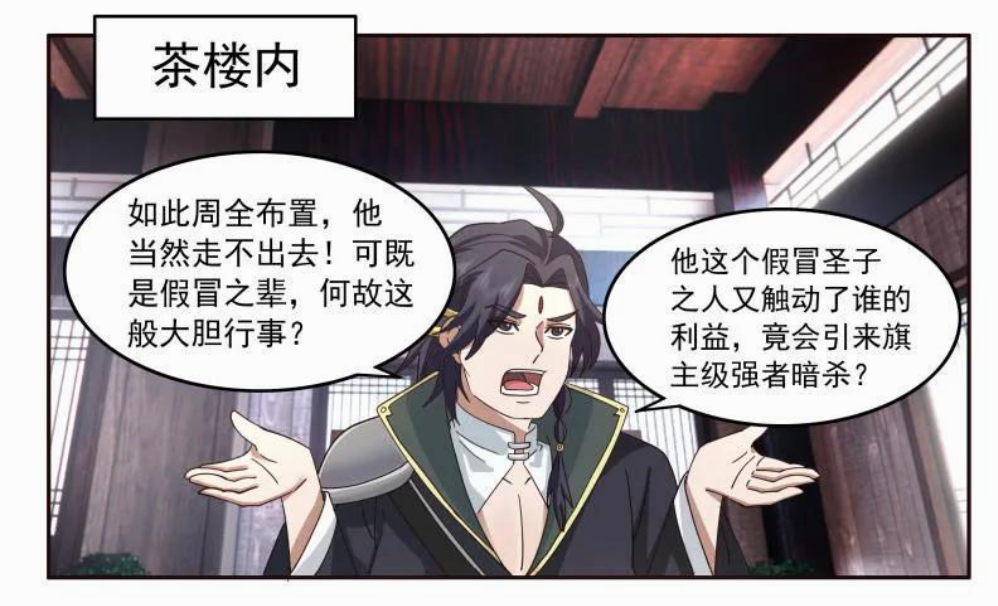 茶楼内
如此周全布置，他
当然走不出去！可既
是假冒之辈，何故这
般大胆行事？
他这个假冒圣子
之人又触动了谁的
利益，竟会引来旗
主级强者暗杀？